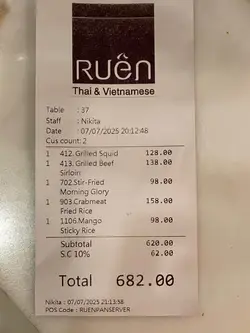 RUÊN
Thai & Vietnamese
Table : 37
Staff : Nikita
Date : 07/07/2025 20:12:48
Cus count: 2
1 412.Grilled Squid 128.00
1 413.Grilled Beef 138.00
Sirloin
1 702.Stir-Fried 98.00
Morning Glory
1 903.Crabmeat 158.00
Fried Rice
1 1106.Mango 98.00
Sticky Rice
Subtotal 620.00
S.C 10% 62.00
Total 682.00
Nikita : 07/07/2025 21:13:58
POS Code : RUENPANSERVER